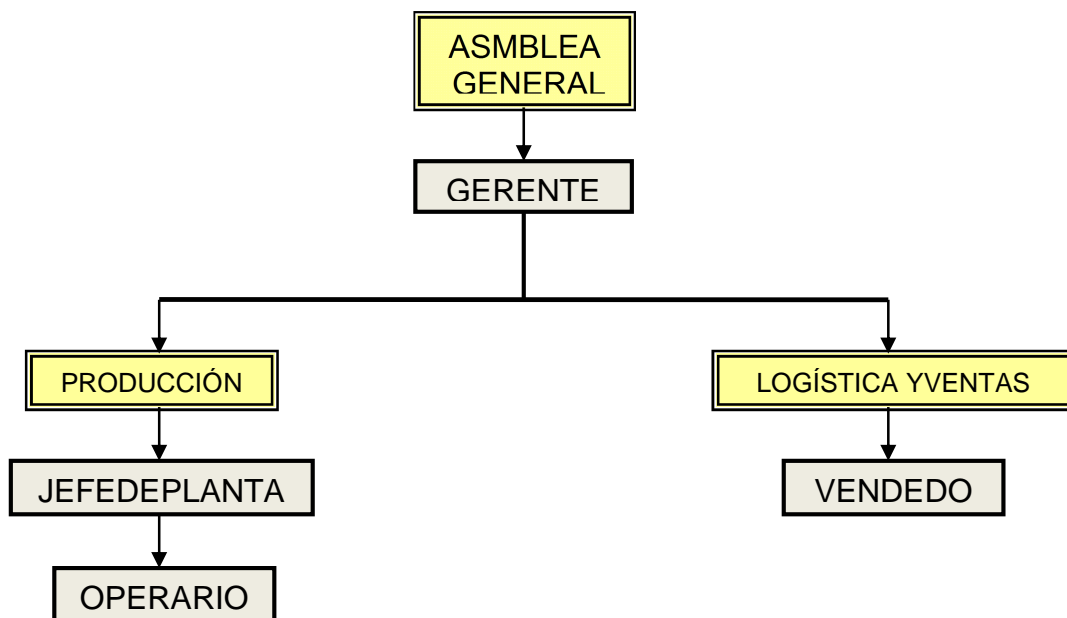 ASMBLEA
GENERAL
GERENTE
PRODUCCIÓN
LOGÍSTICA YVENTAS
JEFEDEPLANTA
VENDEDO
OPERARIO